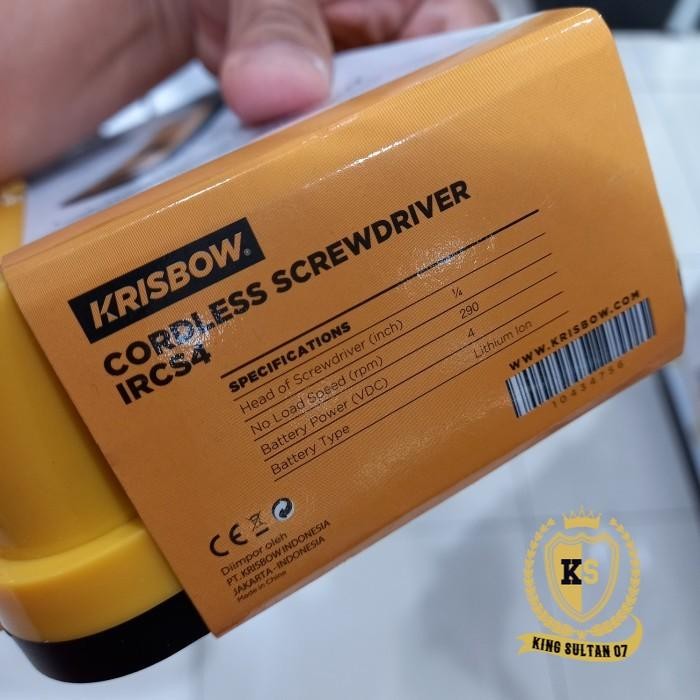 KRISBOW®
CORDLESS SCREWDRIVER
IRCS4
SPECIFICATIONS
Head of Screwdriver (inch) ¼
No Load Speed (rpm) 290
Battery Power (VDC) 4
Battery Type Lithium Ion
WWW.KRISBOW.COM
10434756
CE
Diimpor oleh
PT. KRISBOW INDONESIA
JAKARTA - INDONESIA
Made in China
KS
KING SULTAN 07